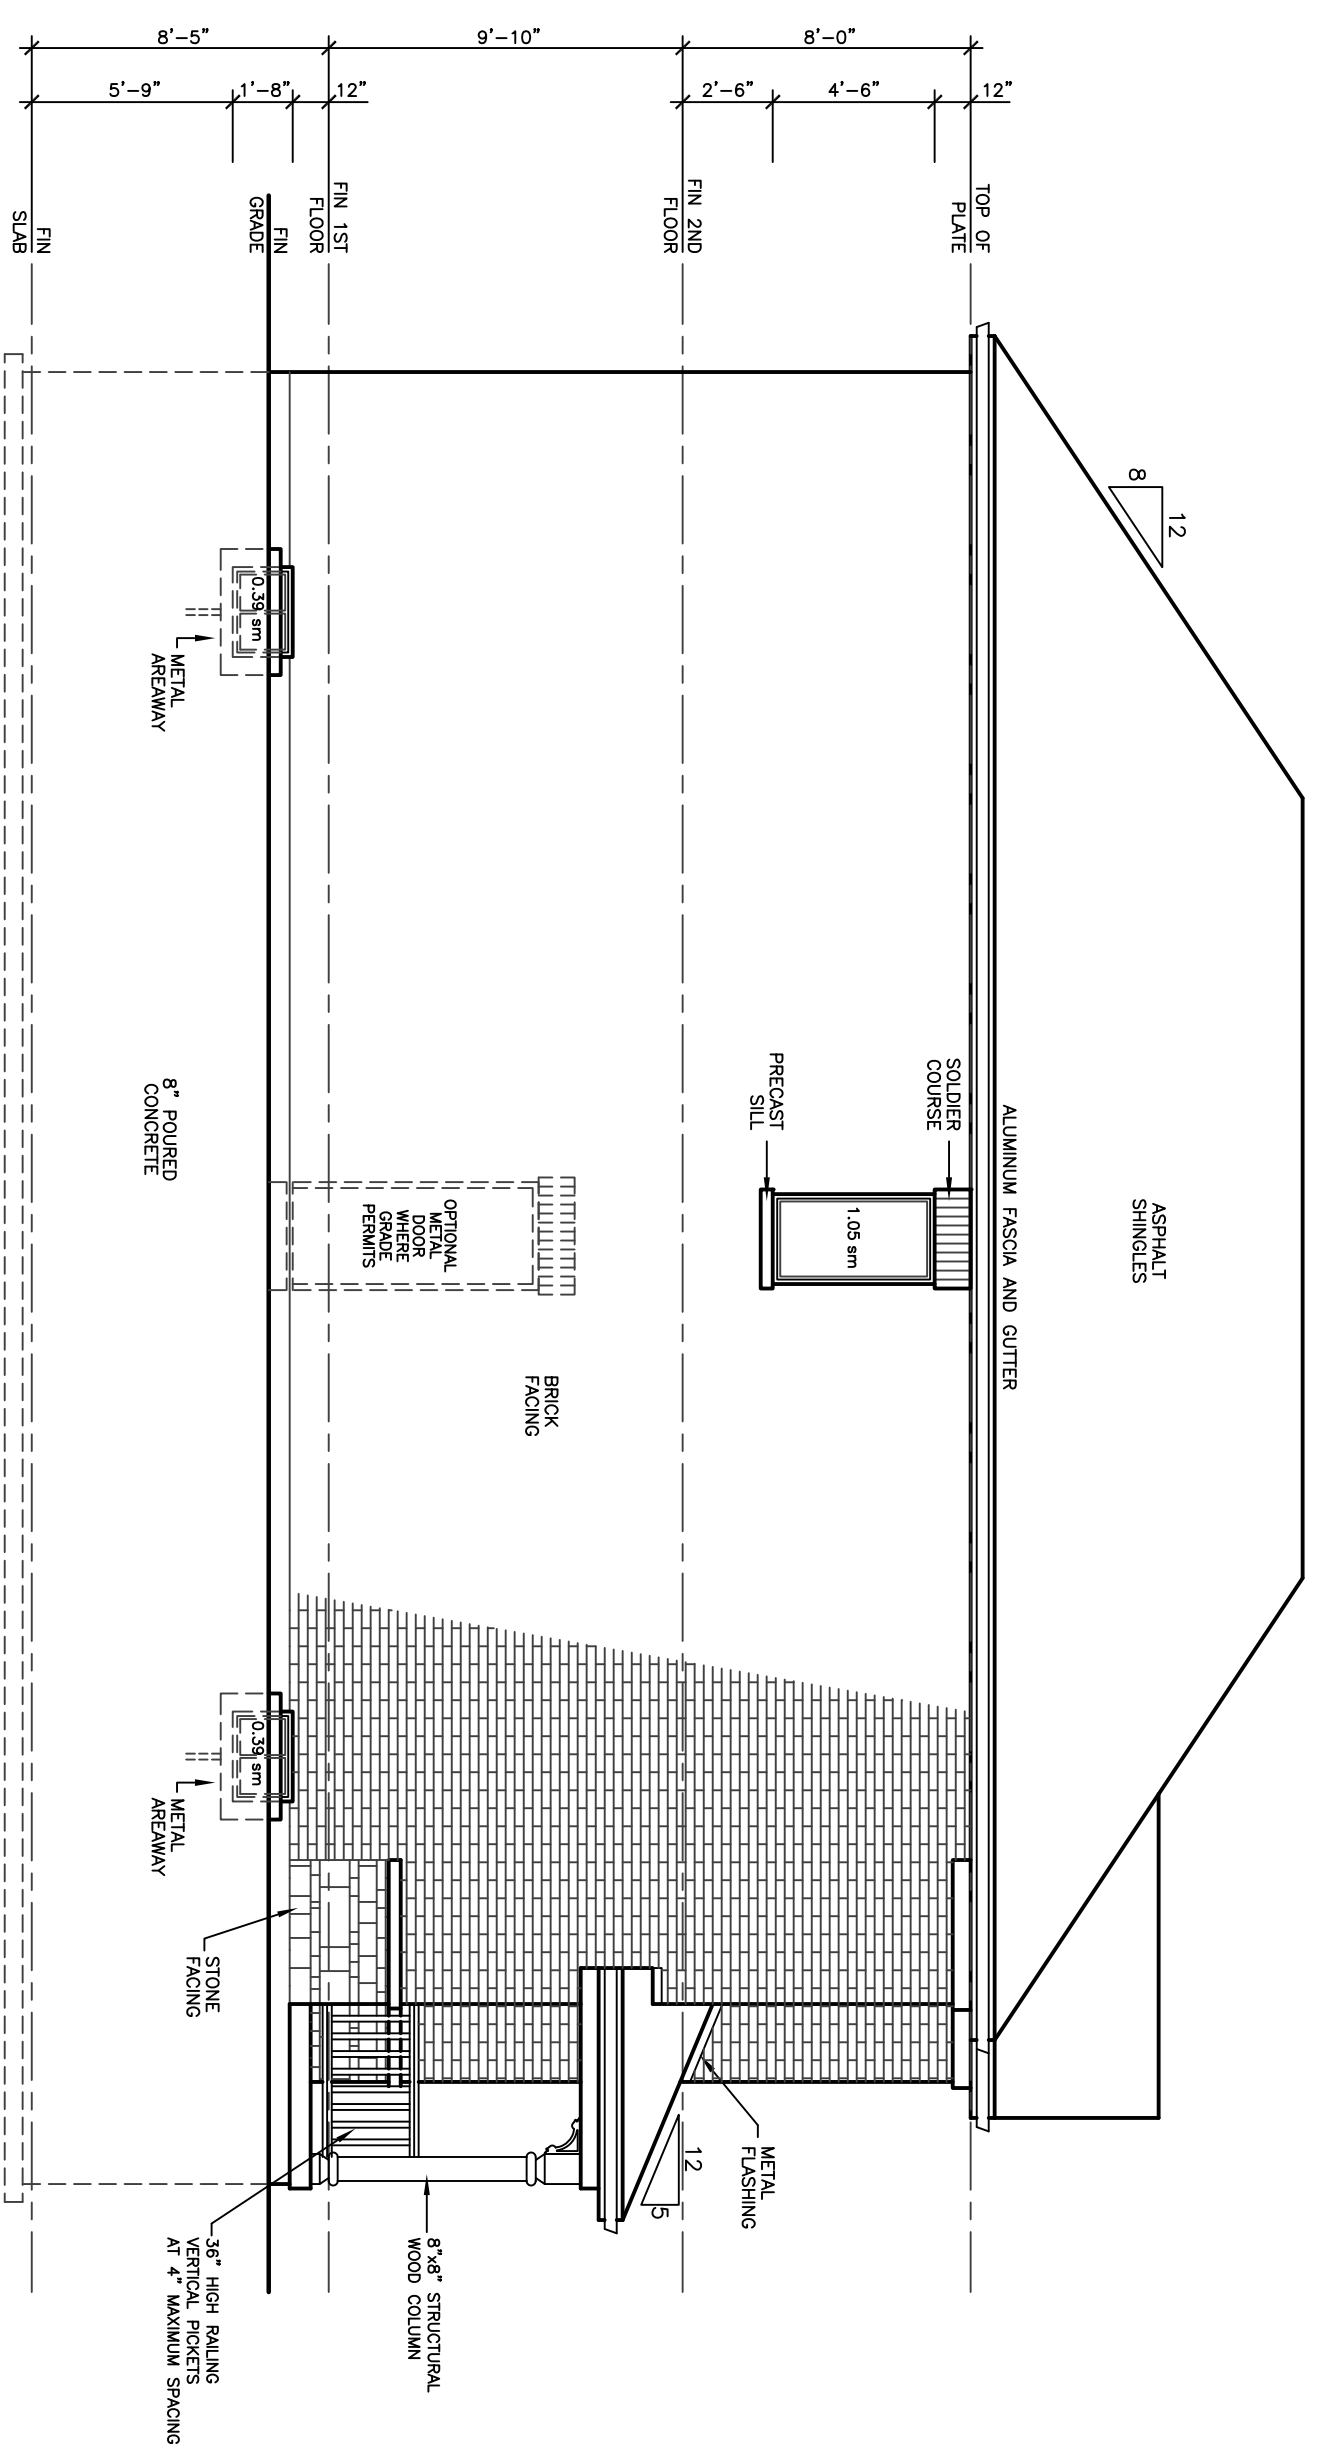 8
12
ASPHALT
SHINGLES
ALUMINUM FASCIA AND GUTTER
12"
8'-0"
4'-6"
2'-6"
TOP OF
PLATE
SOLDIER
COURSE
1.05 sm
PRECAST
SILL
METAL
FLASHING
12
5
FIN 2ND
FLOOR
9'-10"
BRICK
FACING
OPTIONAL
METAL
DOOR
WHERE
GRADE
PERMITS
8"x8" STRUCTURAL
WOOD COLUMN
12"
FIN 1ST
FLOOR
1'-8"
8'-5"
5'-9"
FIN
GRADE
0.39 sm
0.39 sm
METAL
AREAWAY
8" POURED
CONCRETE
METAL
AREAWAY
STONE
FACING
36" HIGH RAILING
VERTICAL PICKETS
AT 4" MAXIMUM SPACING
FIN
SLAB